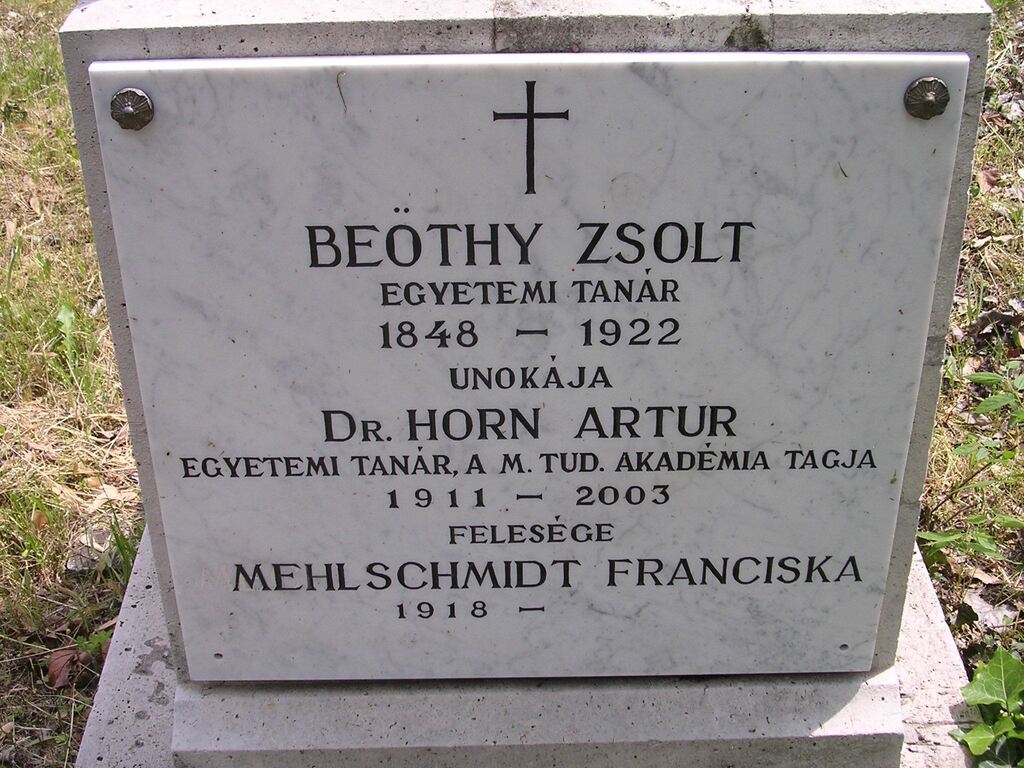 BEÖTHY ZSOLT
EGYETEMI TANÁR
1848 – 1922
UNOKÁJA
DR. HORN ARTUR
EGYETEMI TANÁR, A M. TUD. AKADÉMIA TAGJA
1911 – 2003
FELESÉGE
MEHLSCHMIDT FRANCISKA
1918 –